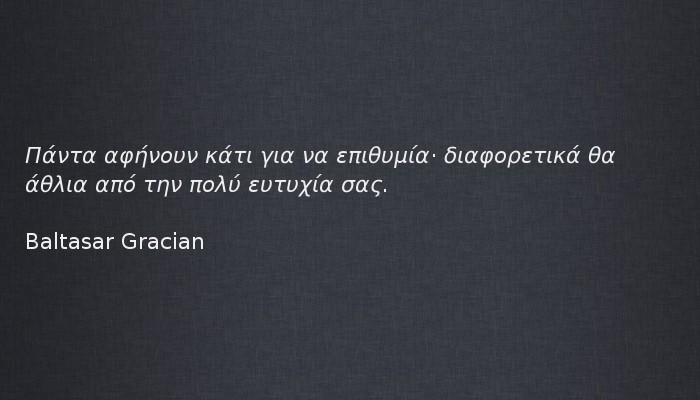 Πάντα αφήνουν κάτι για να επιθυμία· διαφορετικά θα
άθλια από την πολύ ευτυχία σας.
Baltasar Gracian